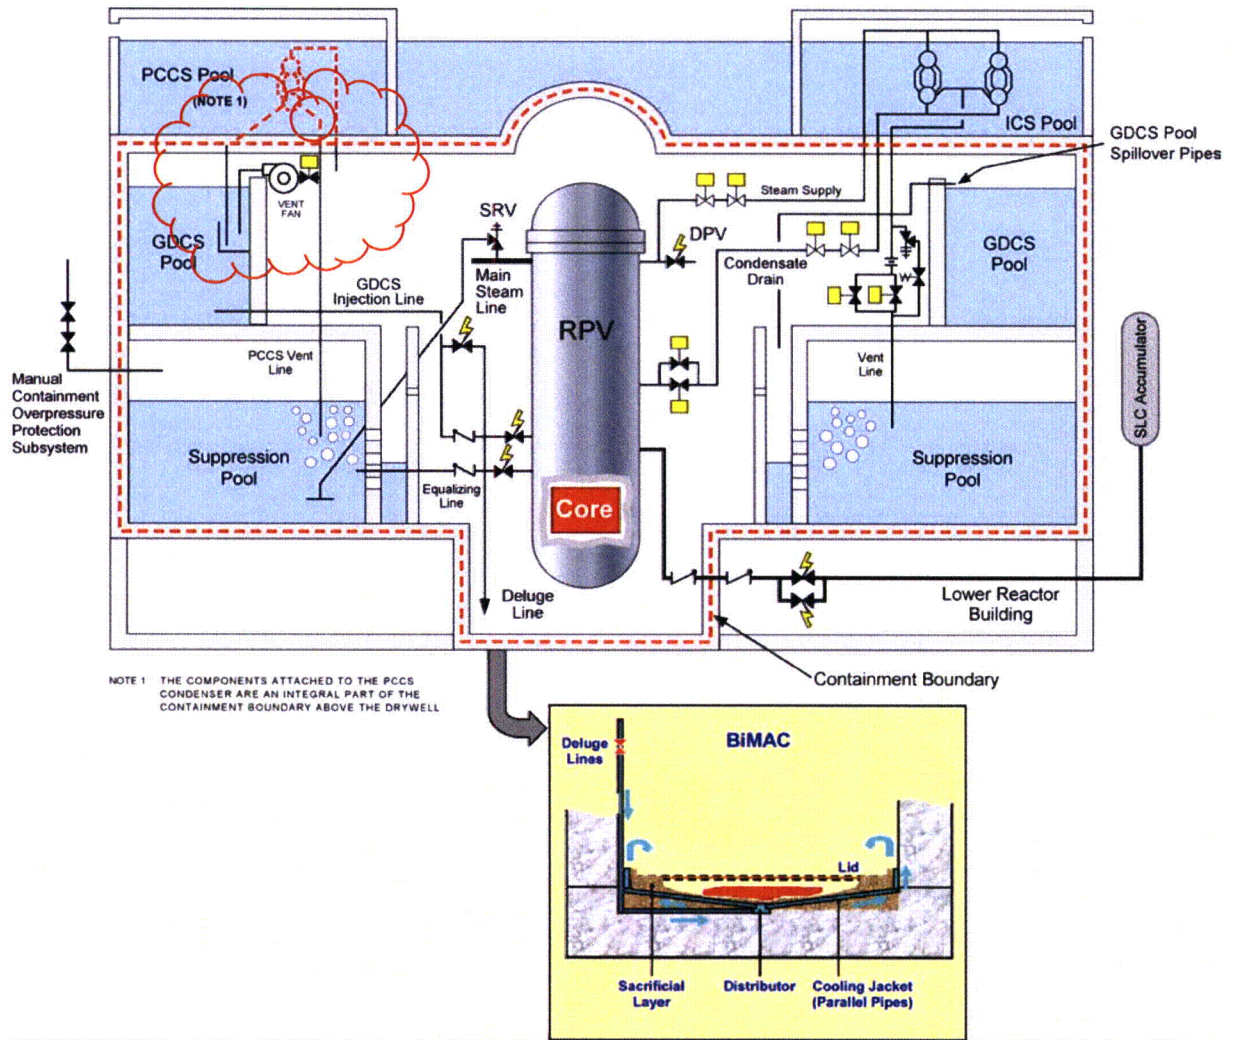 PCCS Pool
(NOTE 1)
ICS Pool
GDCS Pool
Spillover Pipes
VENT
FAN
GDCS
Pool
SRV
Main
Steam
Line
GDCS
Injection Line
RPV
DPV
Steam Supply
Condensate
Drain
GDCS
Pool
PCCS Vent
Line
Vent
Line
SLC Accumulator
Manual
Containment
Overpressure
Protection
Subsystem
Suppression
Pool
Equalizing
Line
Core
Suppression
Pool
Deluge
Line
Lower Reactor
Building
Containment Boundary
NOTE 1 THE COMPONENTS ATTACHED TO THE PCCS
CONDENSER ARE AN INTEGRAL PART OF THE
CONTAINMENT BOUNDARY ABOVE THE DRYWELL
BiMAC
Deluge
Lines
Lid
Sacrificial
Layer
Distributor
Cooling Jacket
(Parallel Pipes)